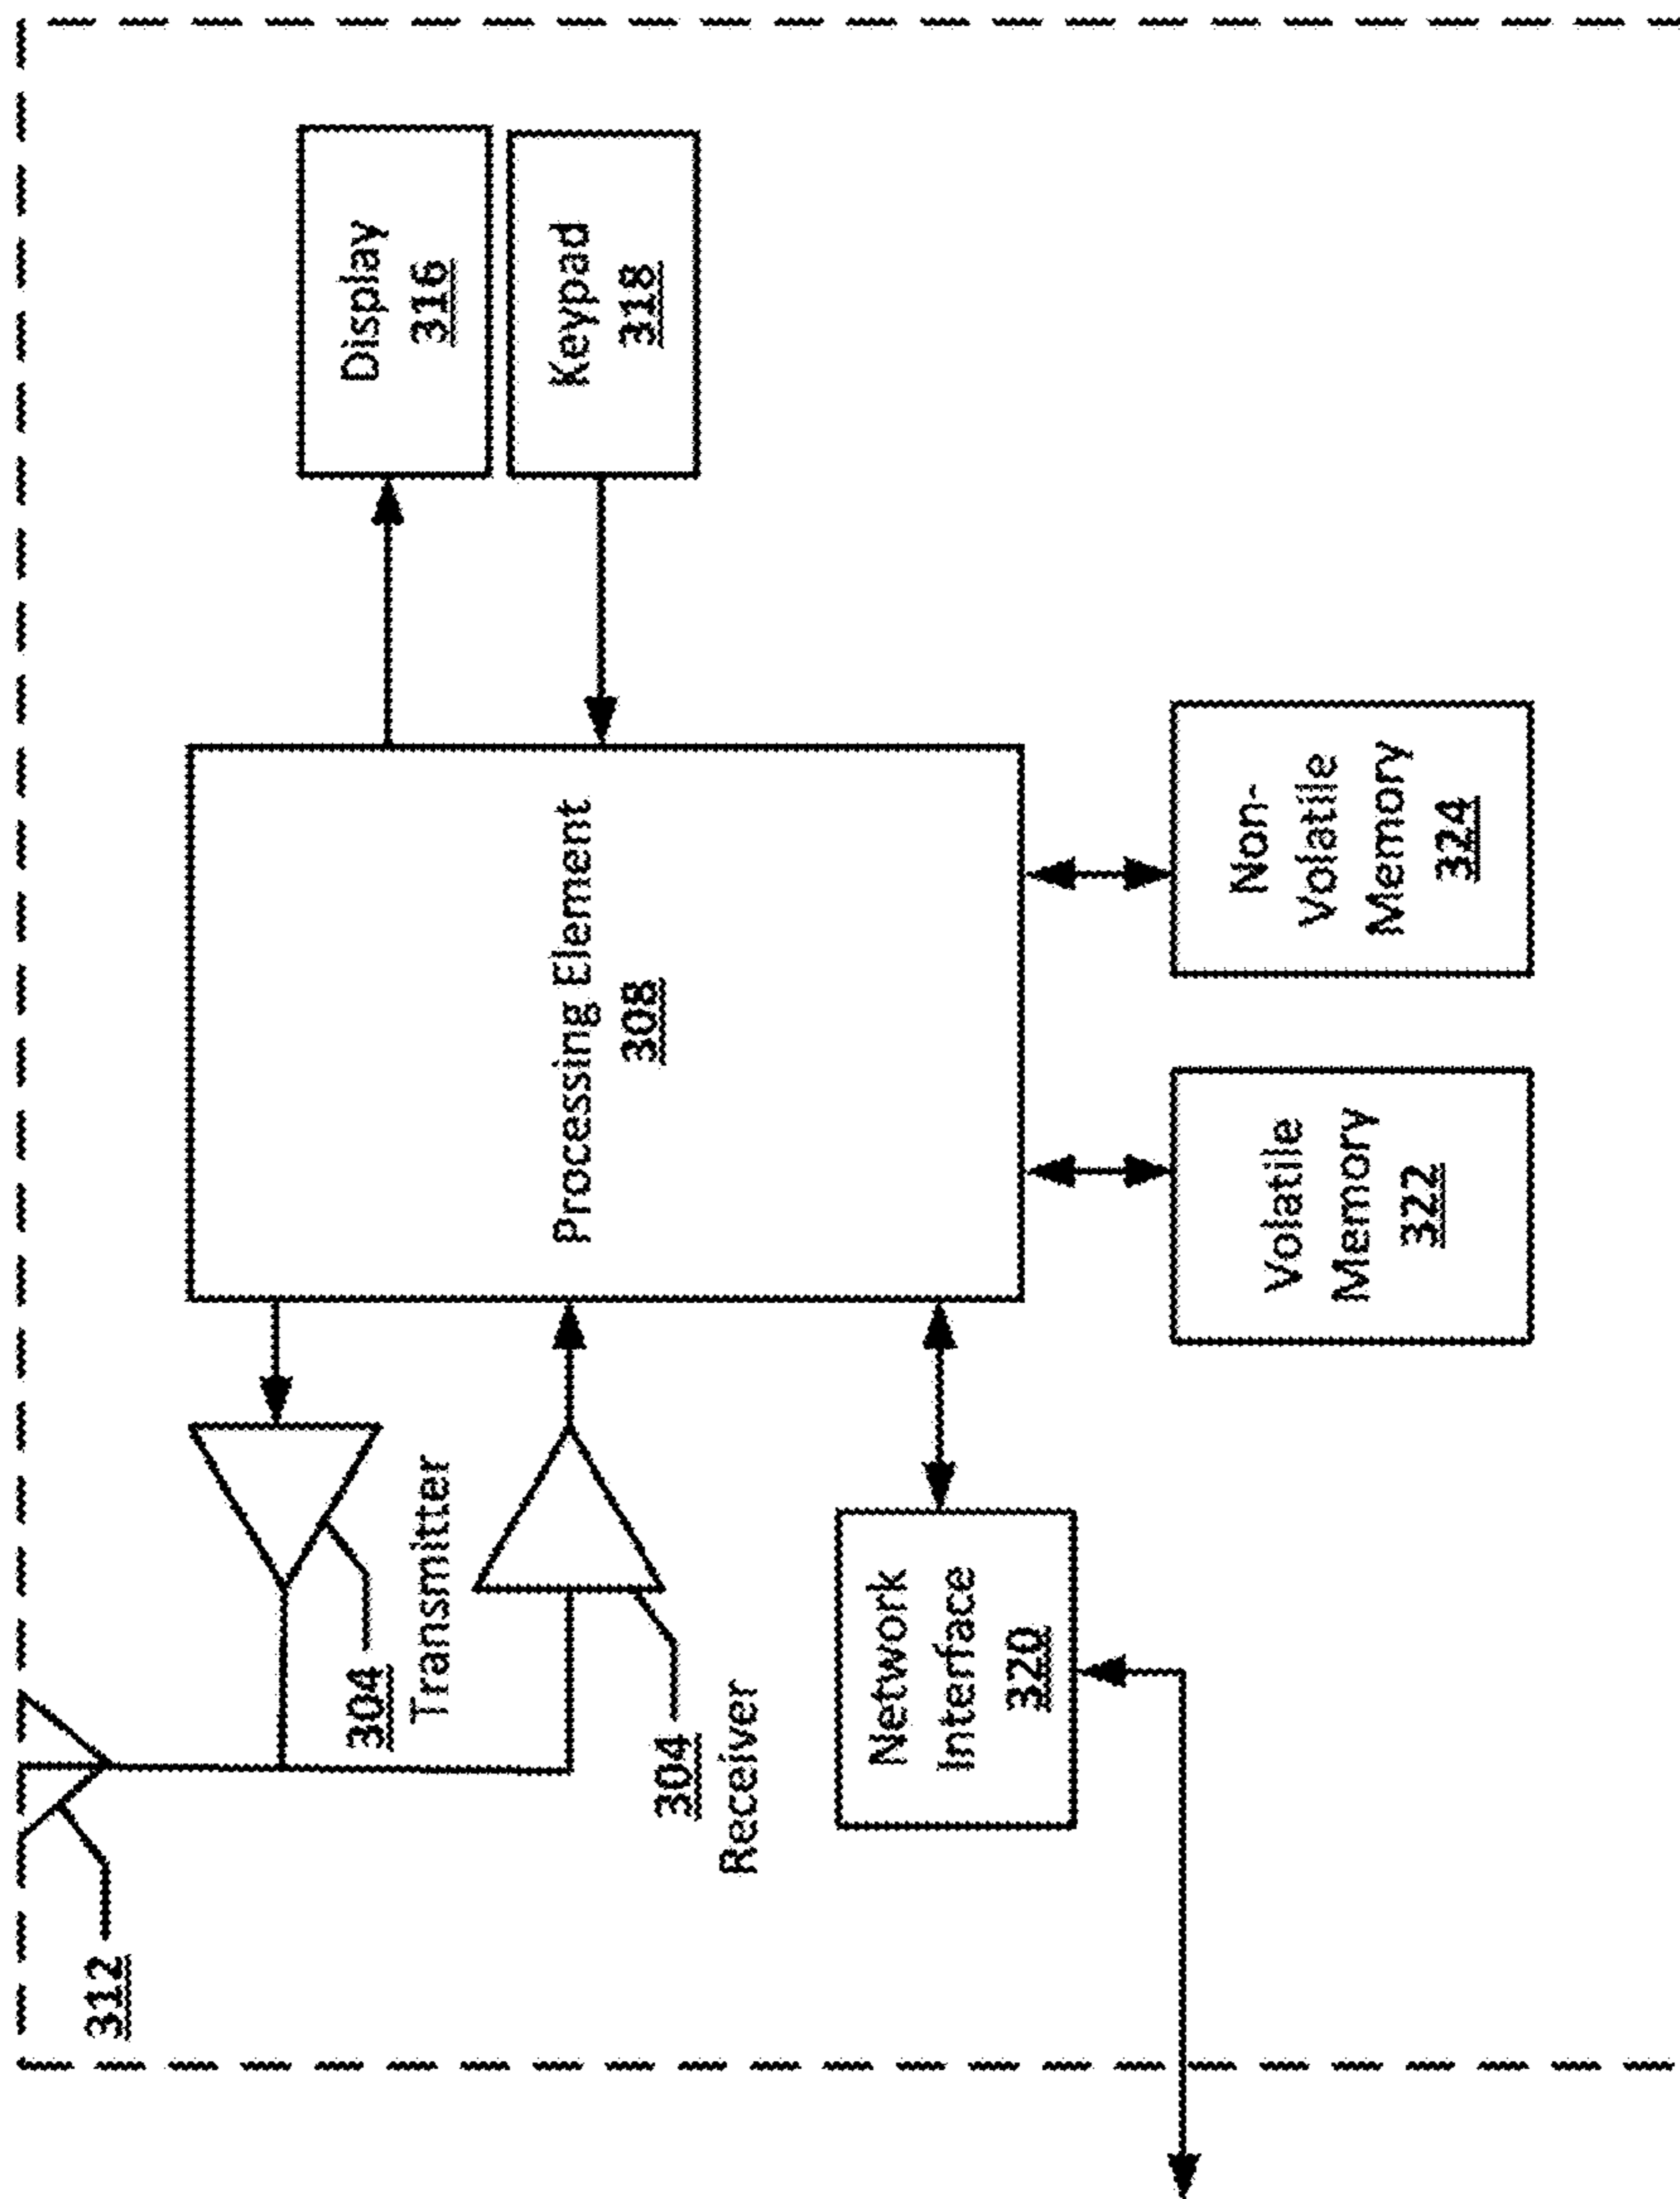 312
304
Transmitter
304
Receiver
Network
Interface
320
Processing Element
308
Volatile
Memory
322
Non-
Volatile
Memory
324
Display
316
Keypad
318